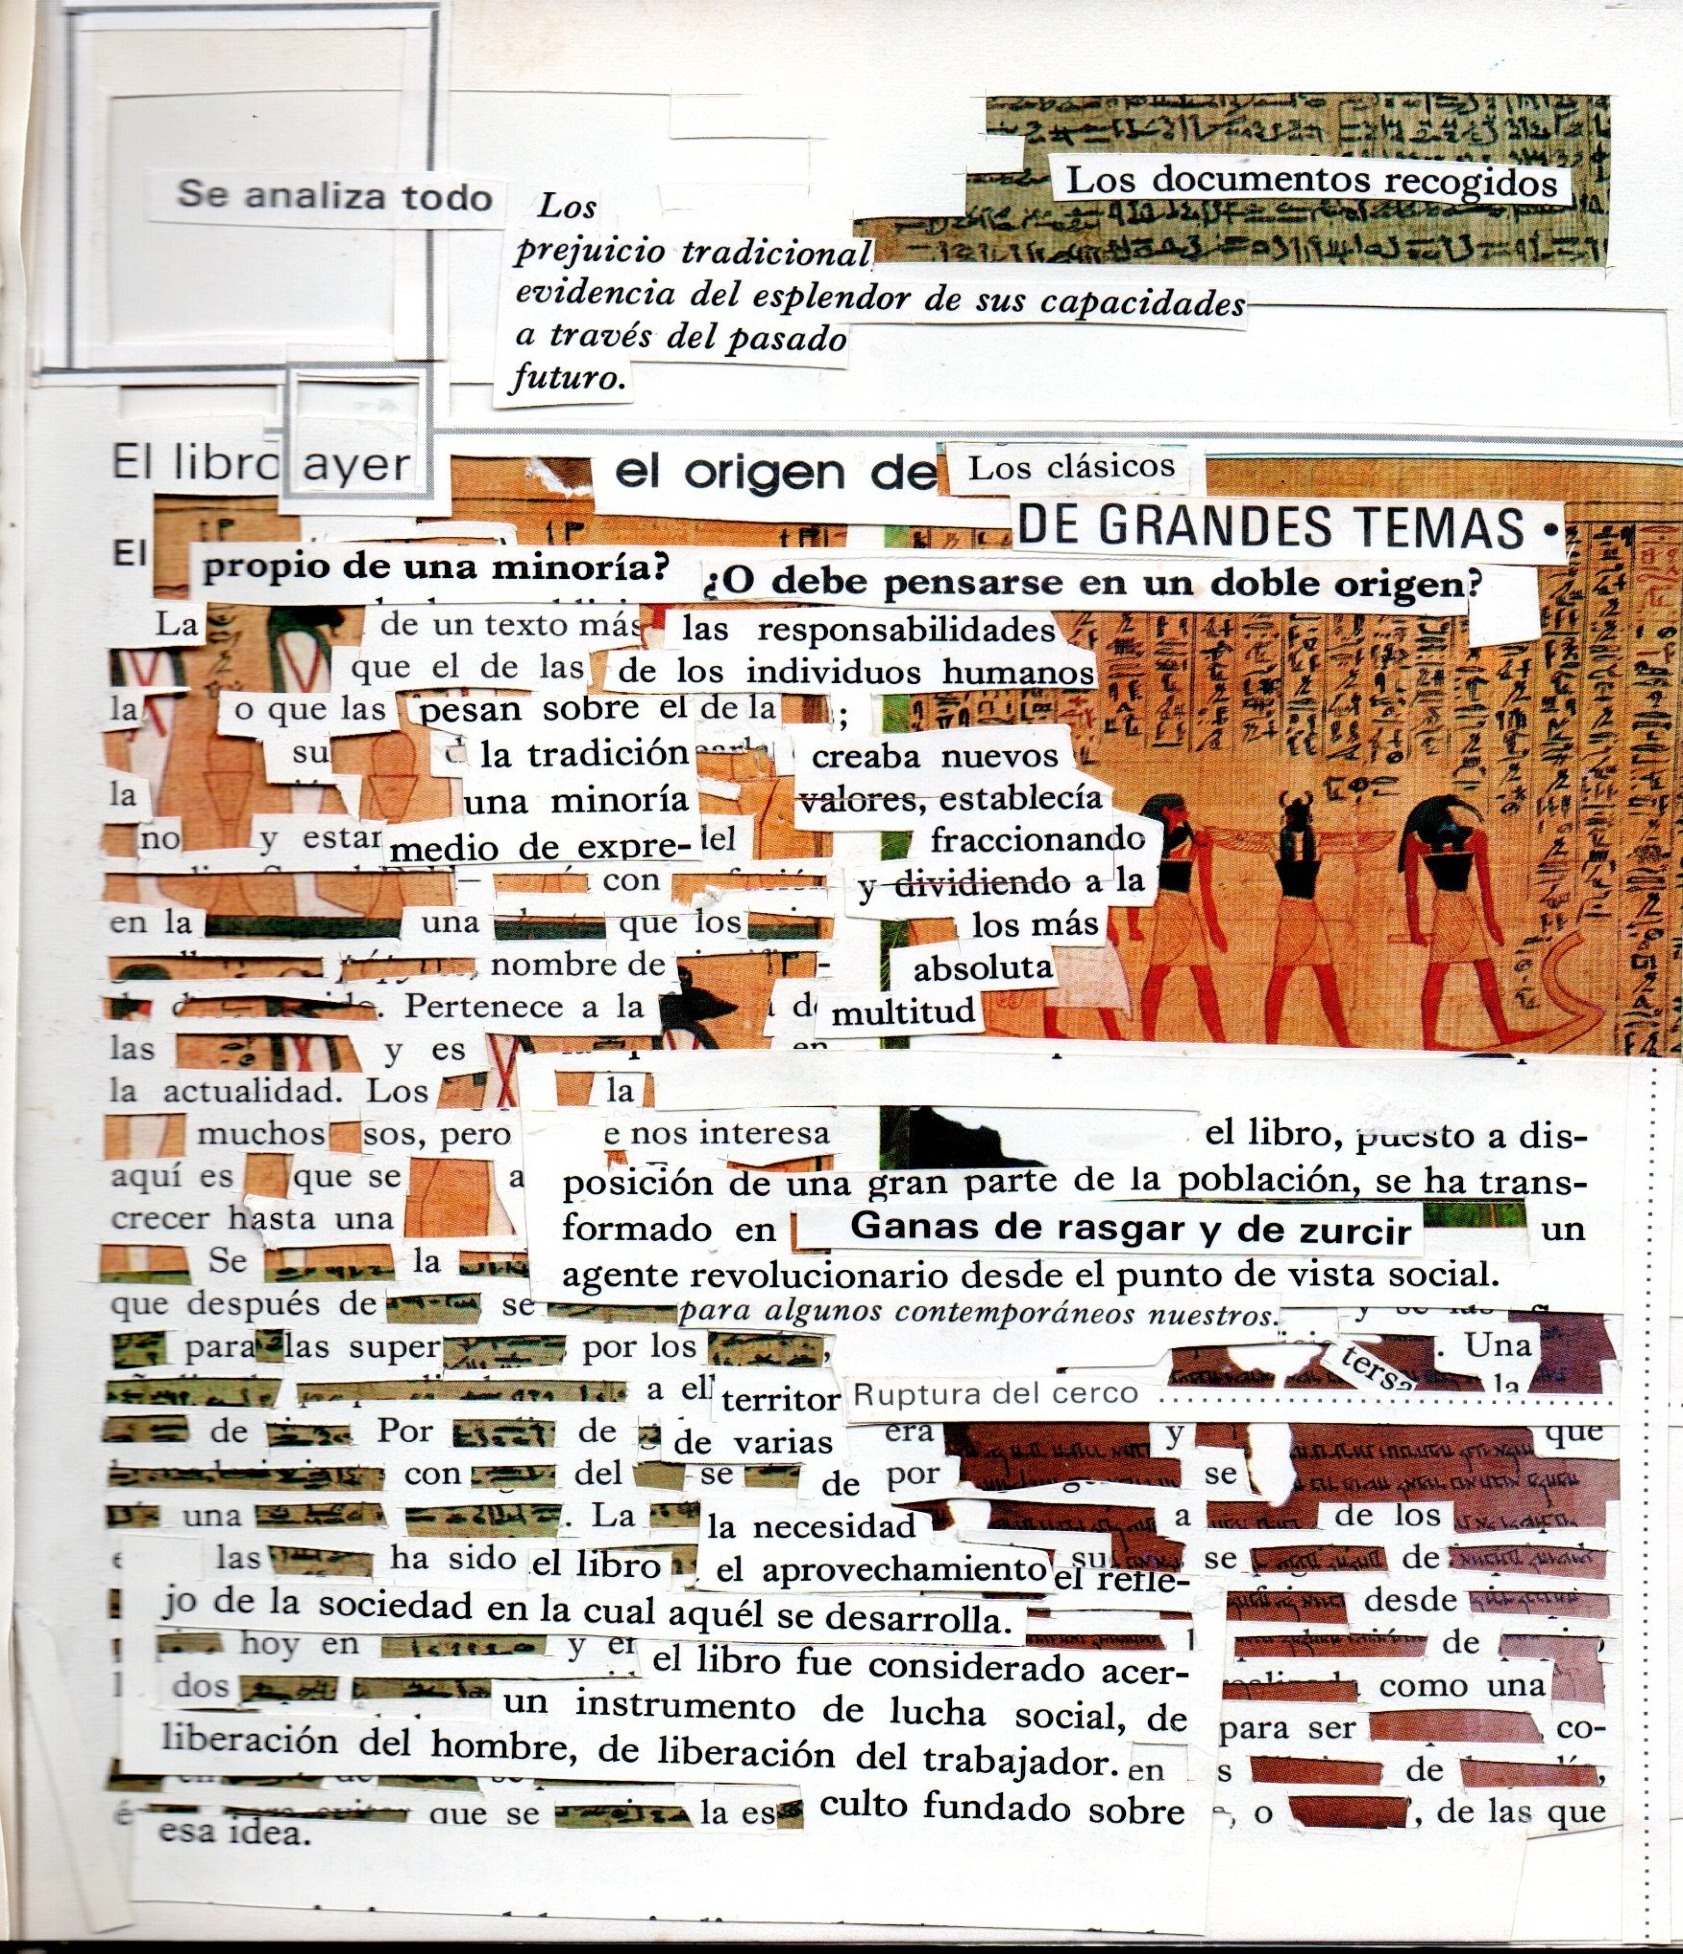 Se analiza todo
Los documentos recogidos
Los
prejuicio tradicional
evidencia del esplendor de sus capacidades
a través del pasado
futuro.
El libro ayer
el origen de
Los clásicos
DE GRANDES TEMAS •
El
propio de una minoría? ¿O debe pensarse en un doble origen?
La de un texto más las responsabilidades
que el de las de los individuos humanos
la o que las pesan sobre el de la ;
su la tradición creaba nuevos
la una minoría valores, establecía
no y estar medio de expre- del fraccionando
con y dividiendo a la
en la una que los los más
nombre de absoluta
. Pertenece a la multitud
las y es
la actualidad. Los la
muchos sos, pero e nos interesa el libro, puesto a dis-
aquí es que se a posición de una gran parte de la población, se ha trans-
crecer hasta una formado en Ganas de rasgar y de zurcir un
Se la agente revolucionario desde el punto de vista social.
que después de se para algunos contemporáneos nuestros.
para las super por los , . Una
tersa
a el territor Ruptura del cerco la
de Por de de varias era y que
con del se de por se
una . La la necesidad a de los
las ha sido el libro el aprovechamiento su se de
el refle-
jo de la sociedad en la cual aquél se desarrolla. desde
hoy en y el libro fue considerado acer- de
dos un instrumento de lucha social, de como una
liberación del hombre, de liberación del trabajador. para ser co-
en s de ,
que se la es culto fundado sobre , o , de las que
esa idea.